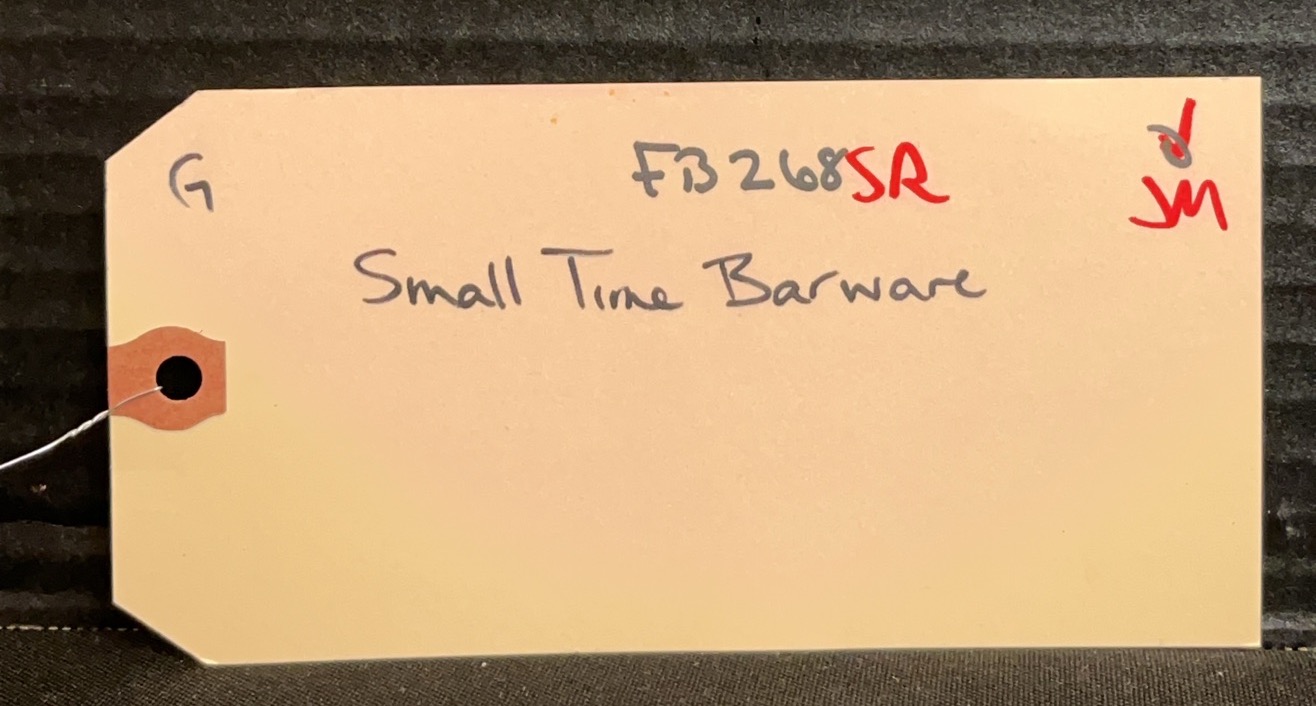 G FB268SR
JM
Small Time Barware